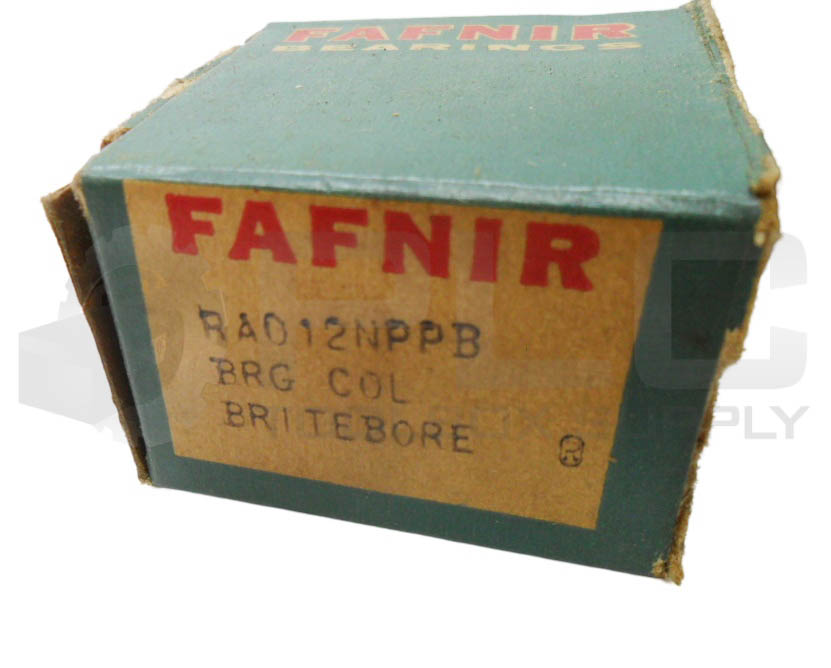 FAFNIR
BEARINGS
FAFNIR
RA012NPPB
BRG COL
BRITEBORE